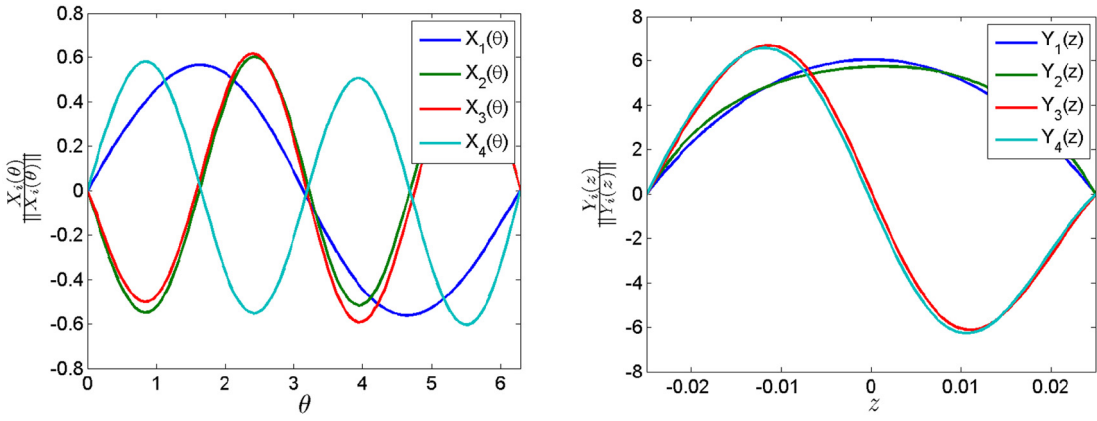 0.8
0.6
0.4
0.2
0
-0.2
-0.4
-0.6
-0.8
0
1
2
3
4
5
6
θ
X_i(θ)
||X_i(θ)||
X_1(θ)
X_2(θ)
X_3(θ)
X_4(θ)
8
6
4
2
0
-2
-4
-6
-8
-0.02
-0.01
0
0.01
0.02
z
Y_i(z)
||Y_i(z)||
Y_1(z)
Y_2(z)
Y_3(z)
Y_4(z)